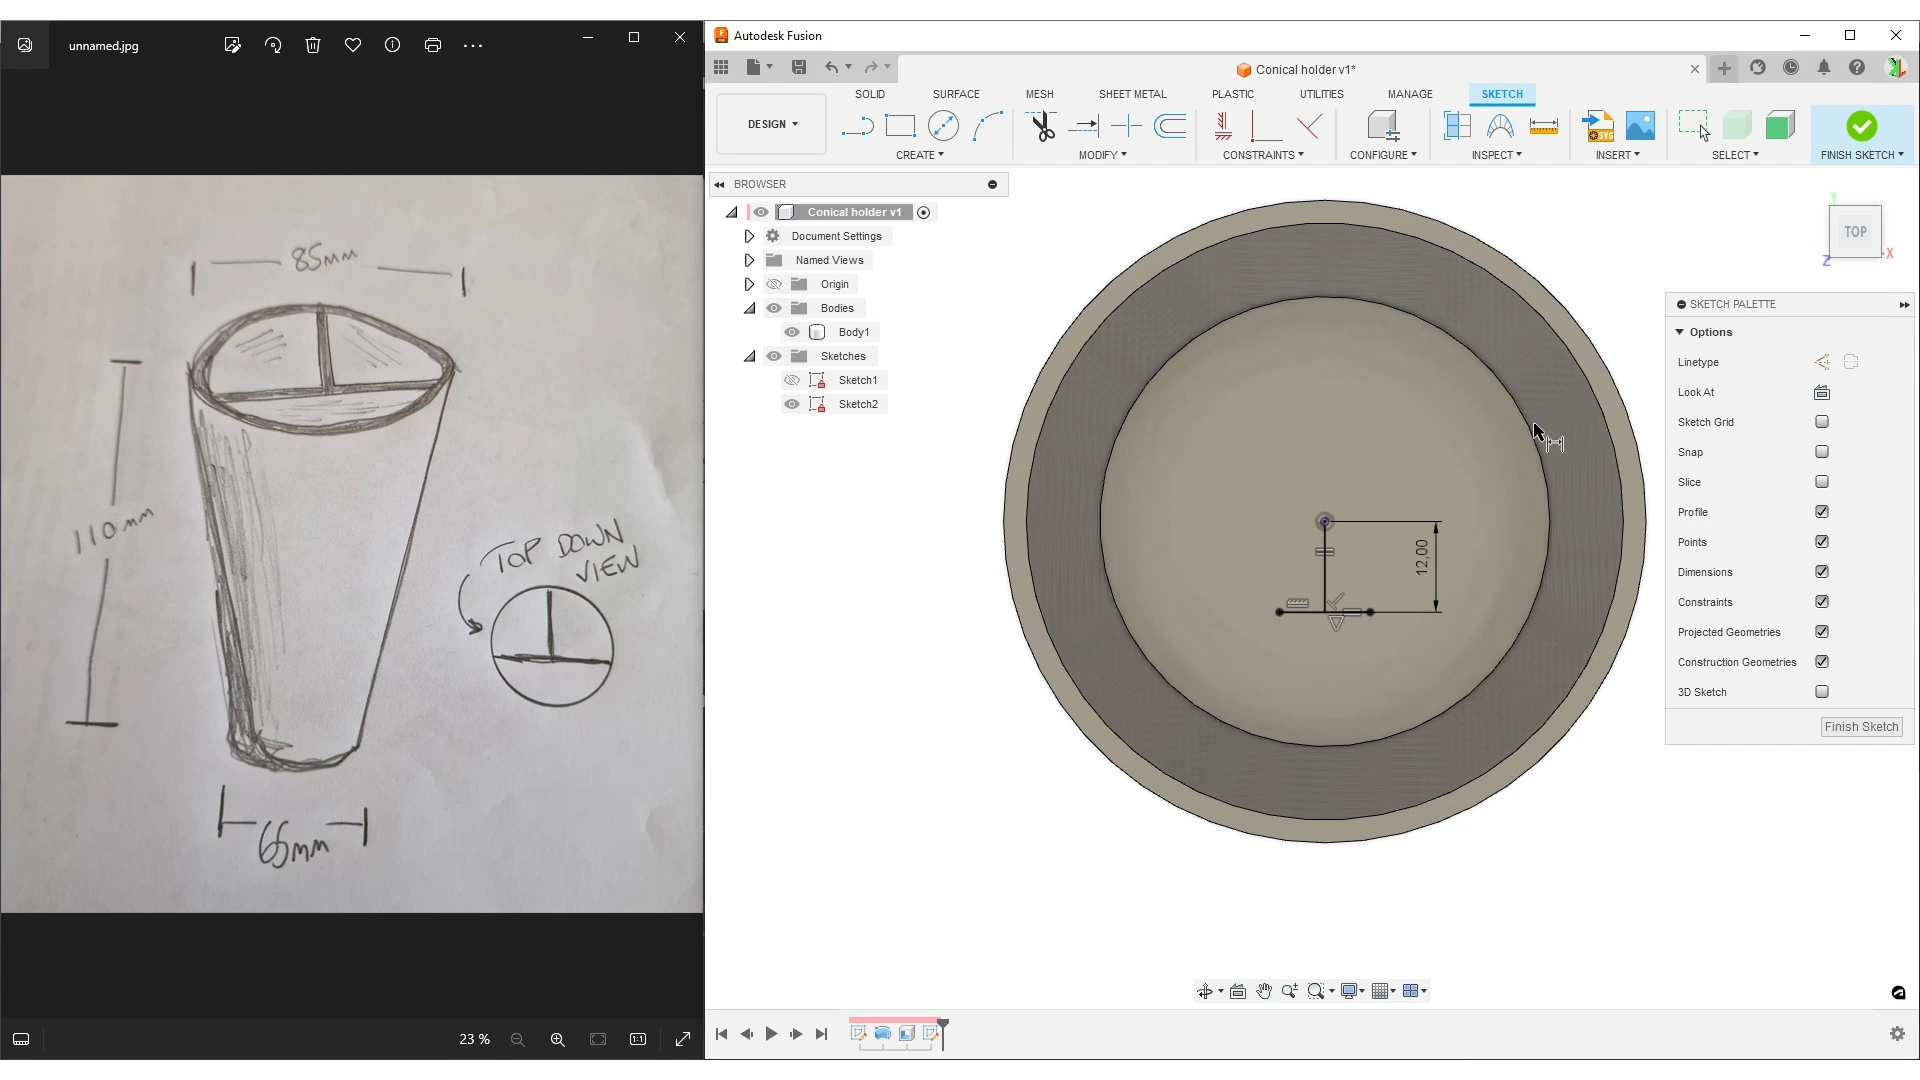 unnamed.jpg
Autodesk Fusion
Conical holder v1*
DESIGN
SOLID
SURFACE
MESH
SHEET METAL
PLASTIC
UTILITIES
MANAGE
SKETCH
CREATE
MODIFY
CONSTRAINTS
CONFIGURE
INSPECT
INSERT
SELECT
FINISH SKETCH
BROWSER
Conical holder v1
Document Settings
Named Views
Origin
Bodies
Body1
Sketches
Sketch1
Sketch2
85mm
110mm
TOP DOWN
VIEW
65mm
12,00
Y
TOP
X
Z
SKETCH PALETTE
Options
Linetype
Look At
Sketch Grid
Snap
Slice
Profile
Points
Dimensions
Constraints
Projected Geometries
Construction Geometries
3D Sketch
Finish Sketch
23 %
1:1
SVG